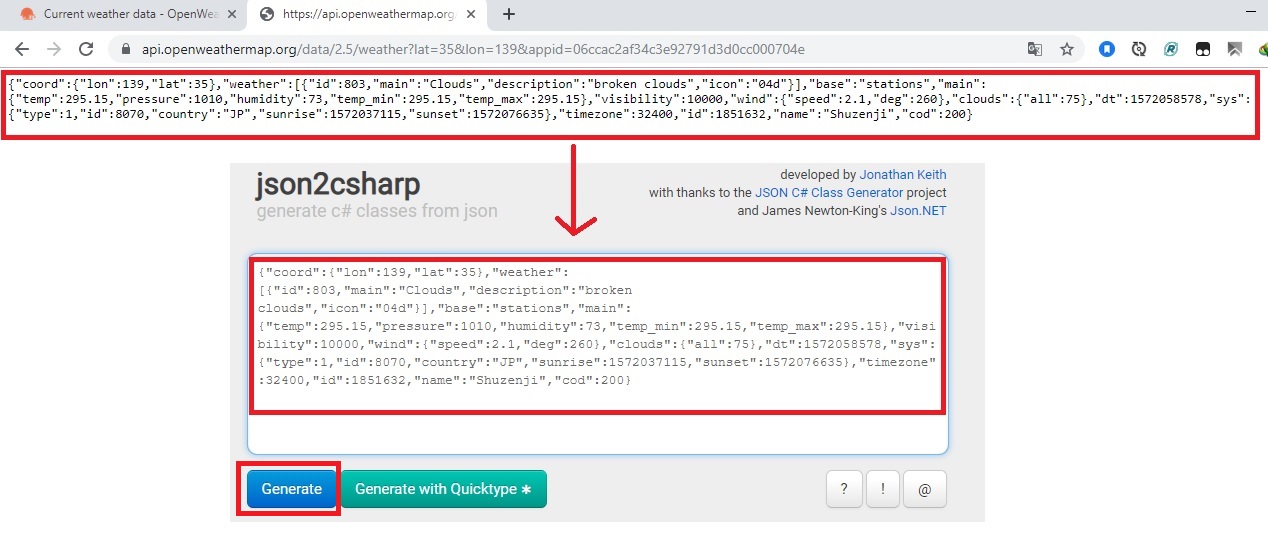 Current weather data - OpenWea
https://api.openweathermap.org/
api.openweathermap.org/data/2.5/weather?lat=35&lon=139&appid=06ccac2af34c3e92791d3d0cc000704e
{"coord":{"lon":139,"lat":35},"weather":[{"id":803,"main":"Clouds","description":"broken clouds","icon":"04d"}],"base":"stations","main":
{"temp":295.15,"pressure":1010,"humidity":73,"temp_min":295.15,"temp_max":295.15},"visibility":10000,"wind":{"speed":2.1,"deg":260},"clouds":{"all":75},"dt":1572058578,"sys":
{"type":1,"id":8070,"country":"JP","sunrise":1572037115,"sunset":1572076635},"timezone":32400,"id":1851632,"name":"Shuzenji","cod":200}
json2csharp
generate c# classes from json
developed by Jonathan Keith
with thanks to the JSON C# Class Generator project
and James Newton-King's Json.NET
{"coord":{"lon":139,"lat":35},"weather":
[{"id":803,"main":"Clouds","description":"broken
clouds","icon":"04d"}],"base":"stations","main":
{"temp":295.15,"pressure":1010,"humidity":73,"temp_min":295.15,"temp_max":295.15},"visi
bility":10000,"wind":{"speed":2.1,"deg":260},"clouds":{"all":75},"dt":1572058578,"sys":
{"type":1,"id":8070,"country":"JP","sunrise":1572037115,"sunset":1572076635},"timezone"
:32400,"id":1851632,"name":"Shuzenji","cod":200}
Generate
Generate with Quicktype ∗
?
!
@